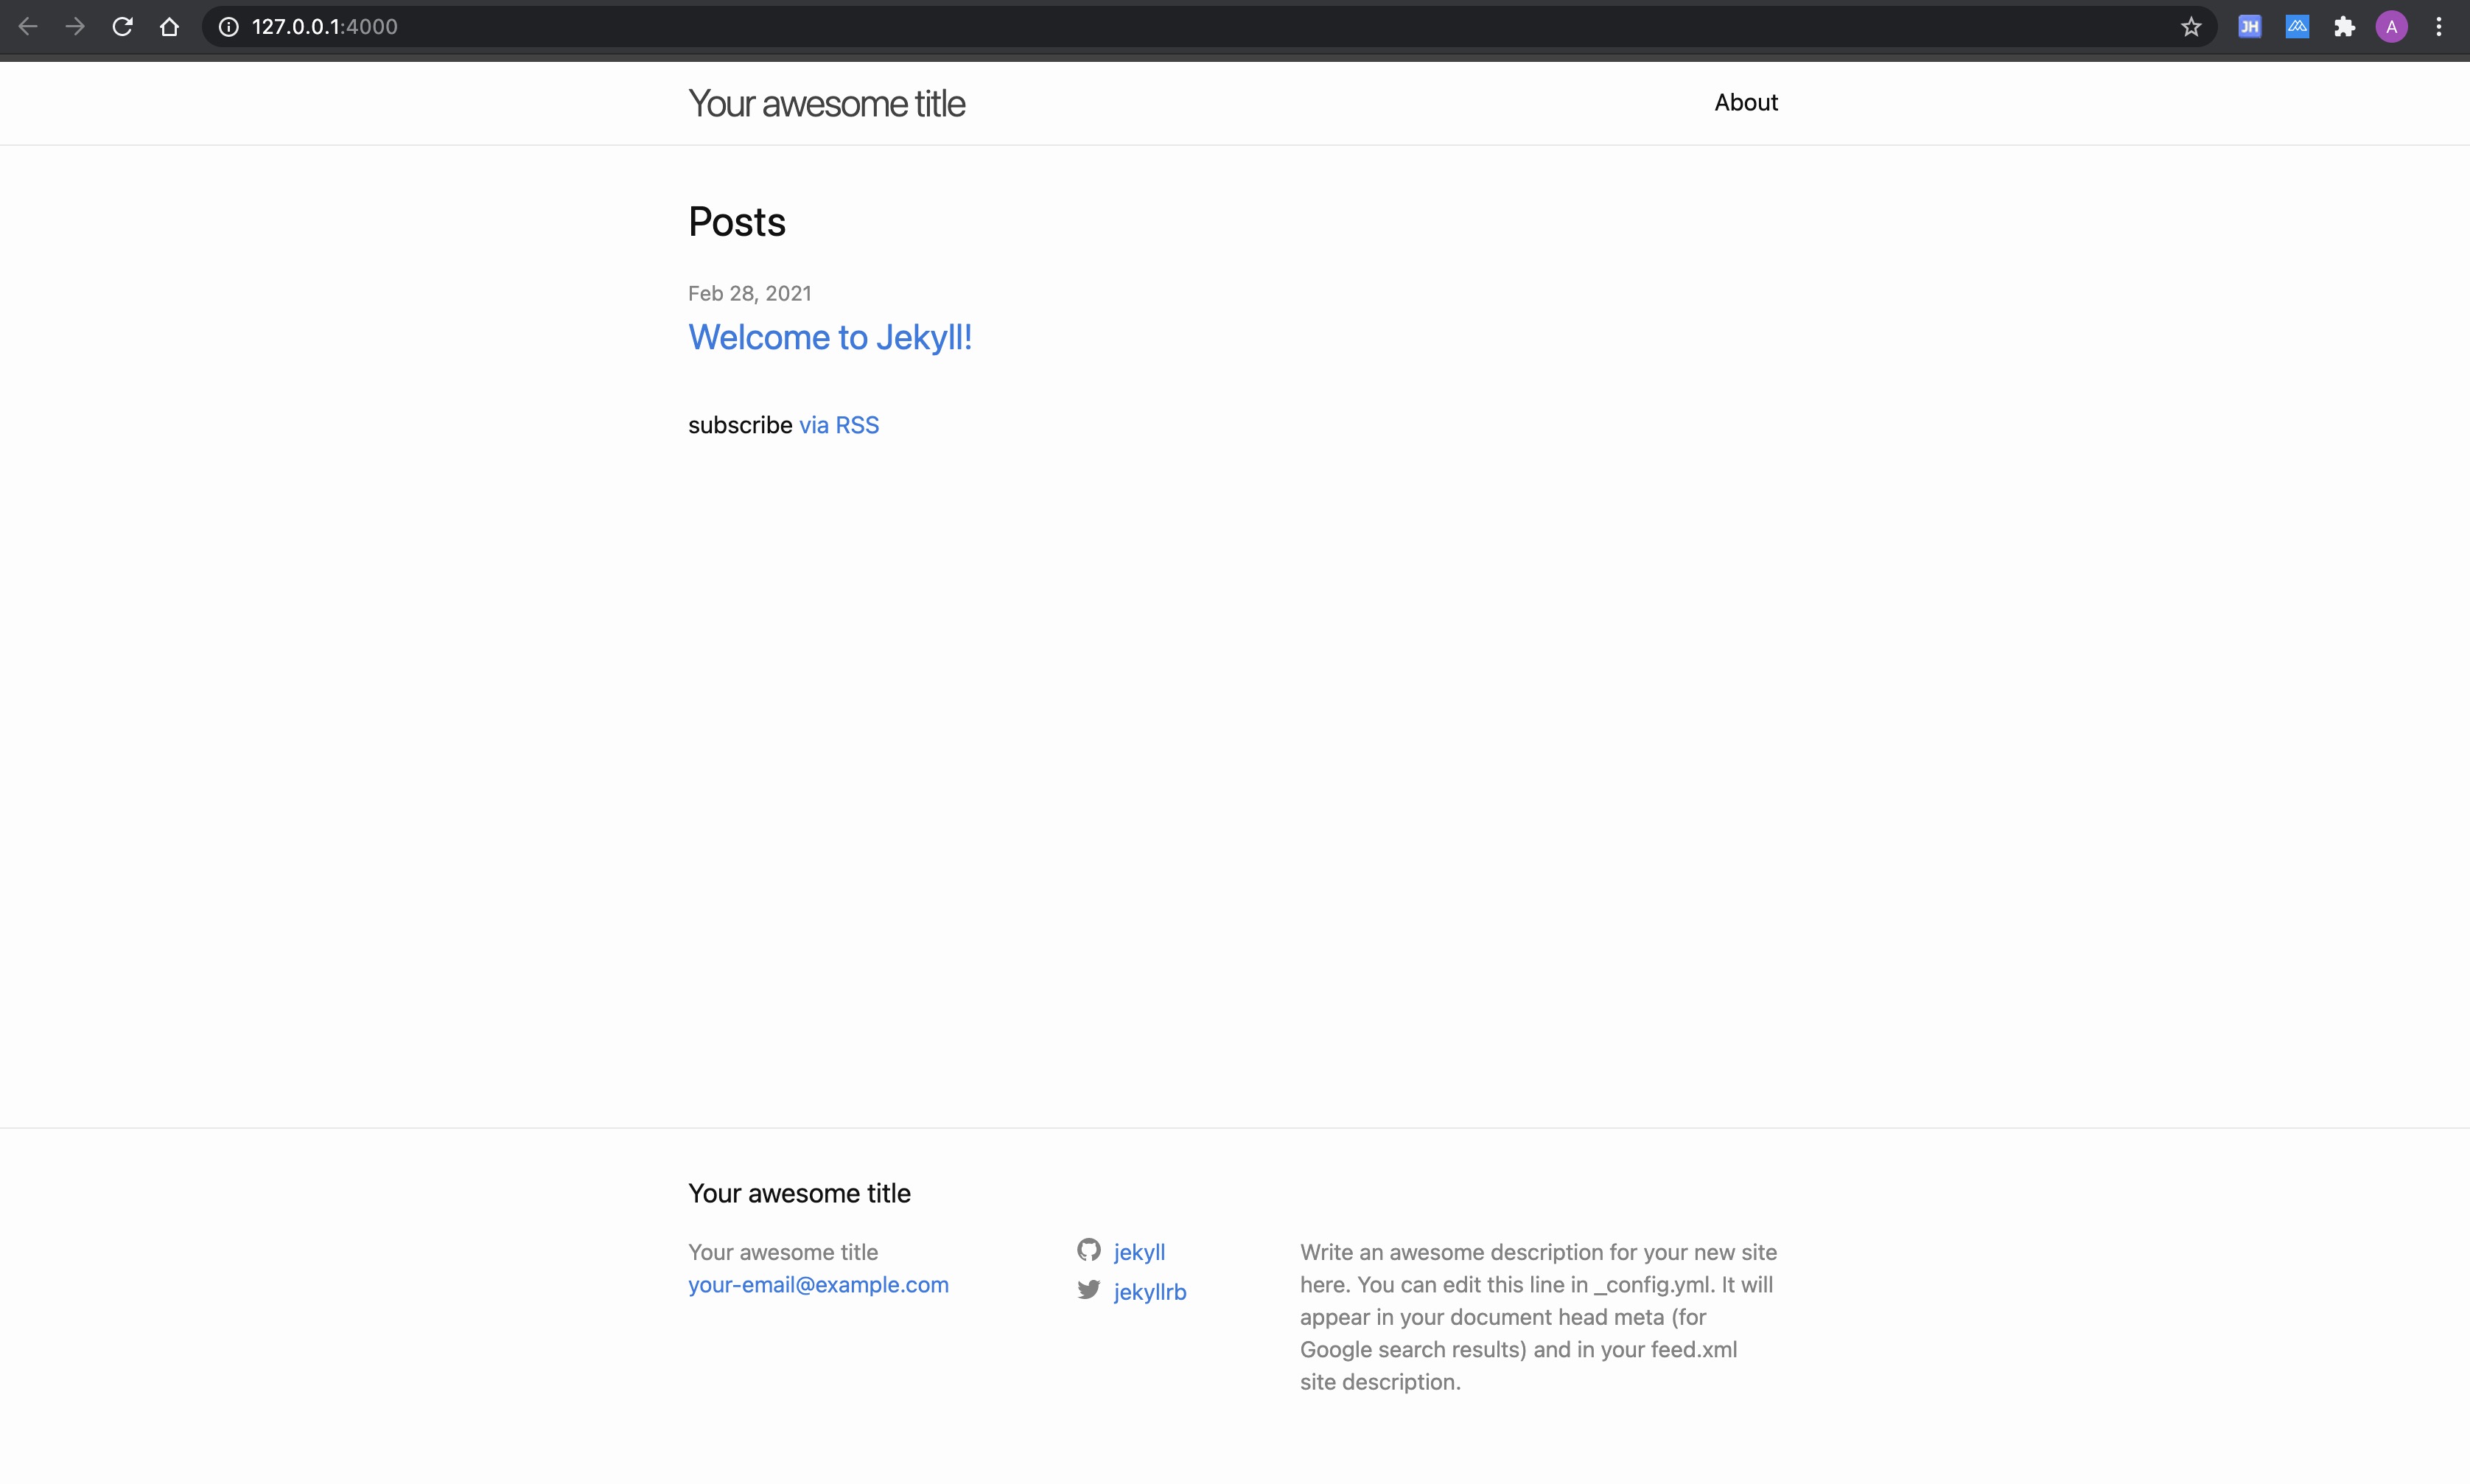 127.0.0.1:4000
JH
A
Your awesome title
About
Posts
Feb 28, 2021
Welcome to Jekyll!
subscribe via RSS
Your awesome title
Your awesome title
your-email@example.com
jekyll
jekyllrb
Write an awesome description for your new site
here. You can edit this line in _config.yml. It will
appear in your document head meta (for
Google search results) and in your feed.xml
site description.